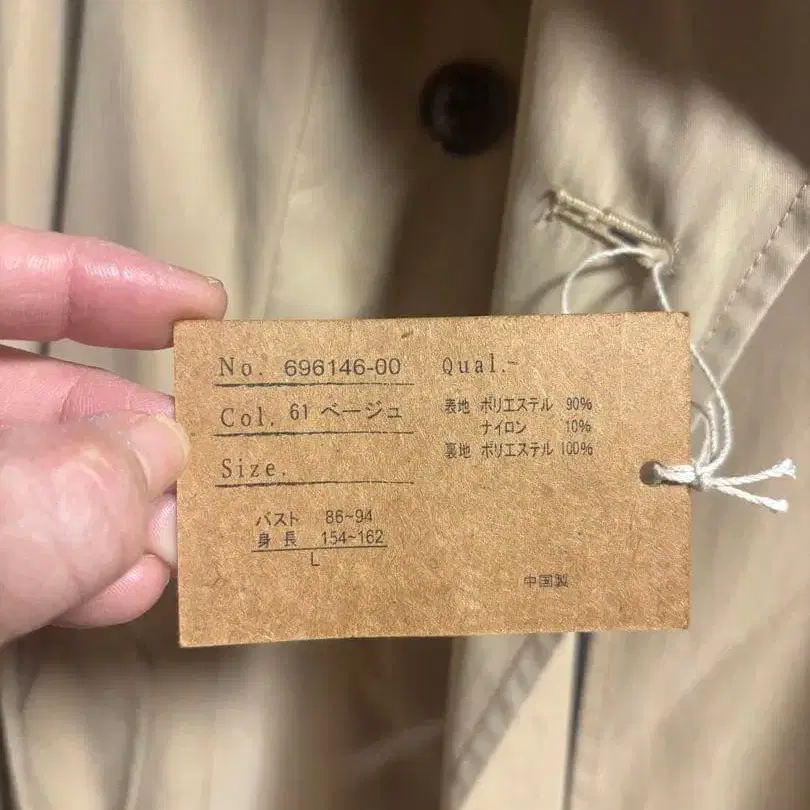 No. 696146-00
Col. 61 ベージュ
Size.
バスト 86~94
身長 154~162
L
Qual.-
表地 ポリエステル 90%
ナイロン 10%
裏地 ポリエステル 100%
中国製